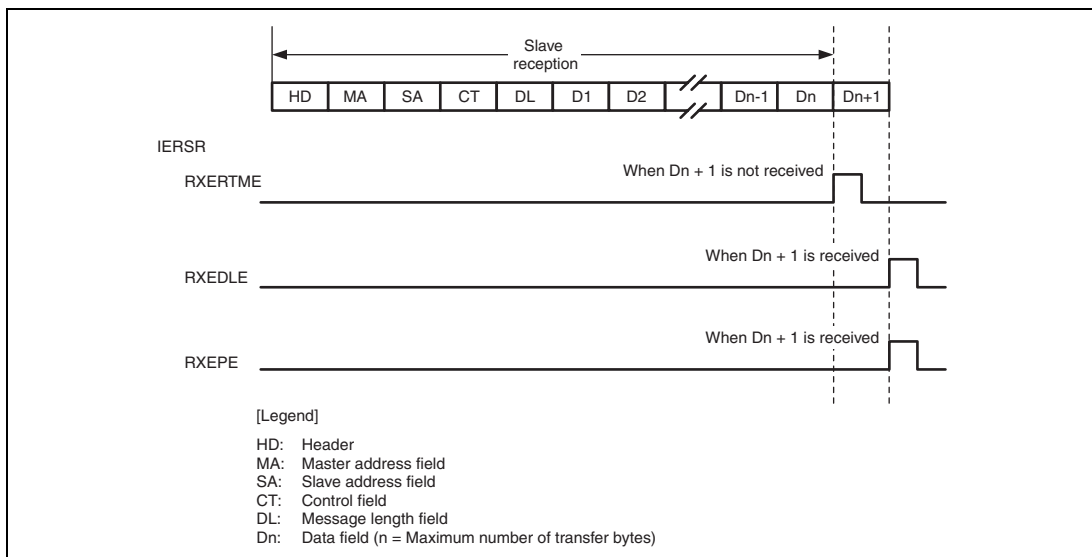 Slave
reception
HD MA SA CT DL D1 D2 Dn-1 Dn Dn+1
IERSR
When Dn + 1 is not received
RXERTME
When Dn + 1 is received
RXEDLE
When Dn + 1 is received
RXEPE
[Legend]
HD: Header
MA: Master address field
SA: Slave address field
CT: Control field
DL: Message length field
Dn: Data field (n = Maximum number of transfer bytes)